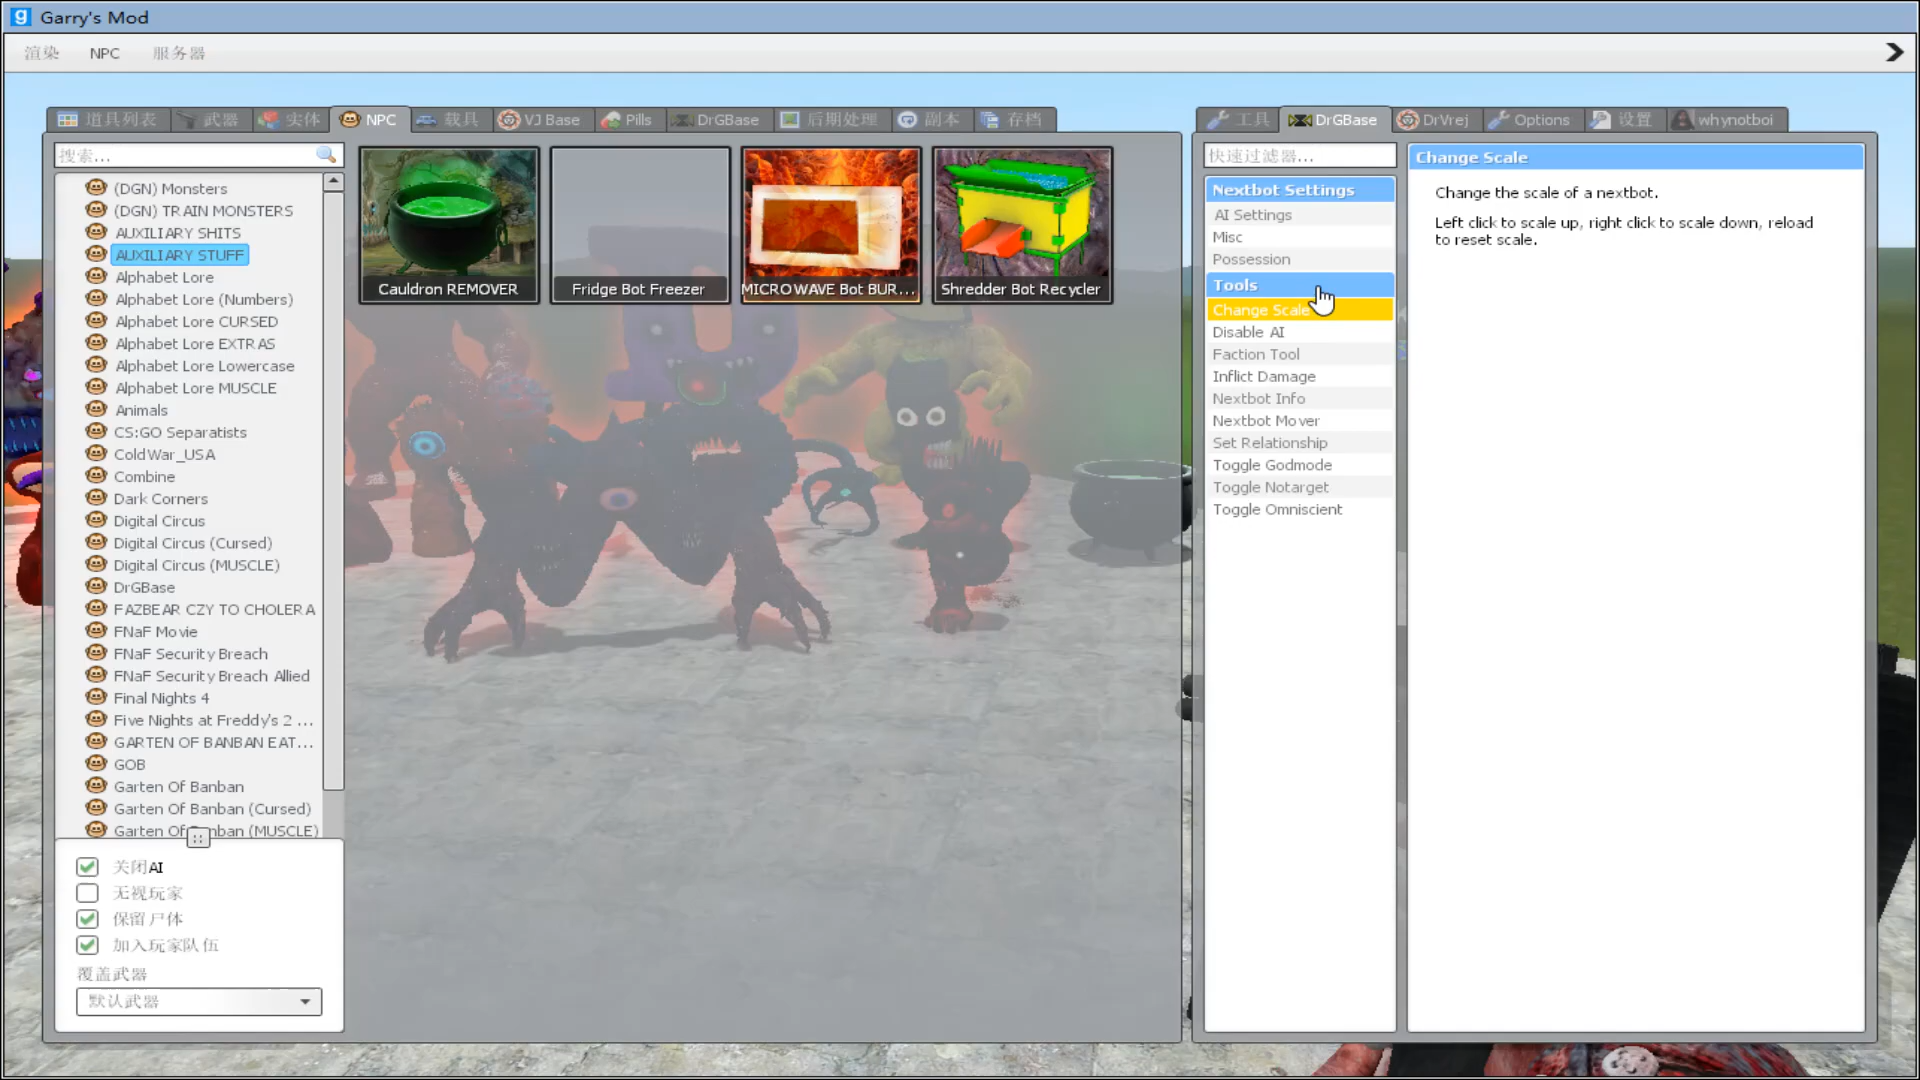 Garry's Mod
渲染 NPC 服务器
道具列表 武器 实体 NPC 载具 VJ Base Pills DrGBase 后期处理 副本 存档
工具 DrGBase DrVrej Options 设置 whynotboi
搜索...
(DGN) Monsters
(DGN) TRAIN MONSTERS
AUXILIARY SHITS
AUXILIARY STUFF
Alphabet Lore
Alphabet Lore (Numbers)
Alphabet Lore CURSED
Alphabet Lore EXTRAS
Alphabet Lore Lowercase
Alphabet Lore MUSCLE
Animals
CS:GO Separatists
ColdWar_USA
Combine
Dark Corners
Digital Circus
Digital Circus (Cursed)
Digital Circus (MUSCLE)
DrGBase
FAZBEAR CZY TO CHOLERA
FNaF Movie
FNaF Security Breach
FNaF Security Breach Allied
Final Nights 4
Five Nights at Freddy's 2 ...
GARTEN OF BANBAN EAT...
GOB
Garten Of Banban
Garten Of Banban (Cursed)
Garten Of Banban (MUSCLE)
关闭AI
无视玩家
保留尸体
加入玩家队伍
覆盖武器
默认武器
Cauldron REMOVER
Fridge Bot Freezer
MICROWAVE Bot BUR...
Shredder Bot Recycler
快速过滤器...
Nextbot Settings
AI Settings
Misc
Possession
Tools
Change Scale
Disable AI
Faction Tool
Inflict Damage
Nextbot Info
Nextbot Mover
Set Relationship
Toggle Godmode
Toggle Notarget
Toggle Omniscient
Change Scale
Change the scale of a nextbot.
Left click to scale up, right click to scale down, reload
to reset scale.